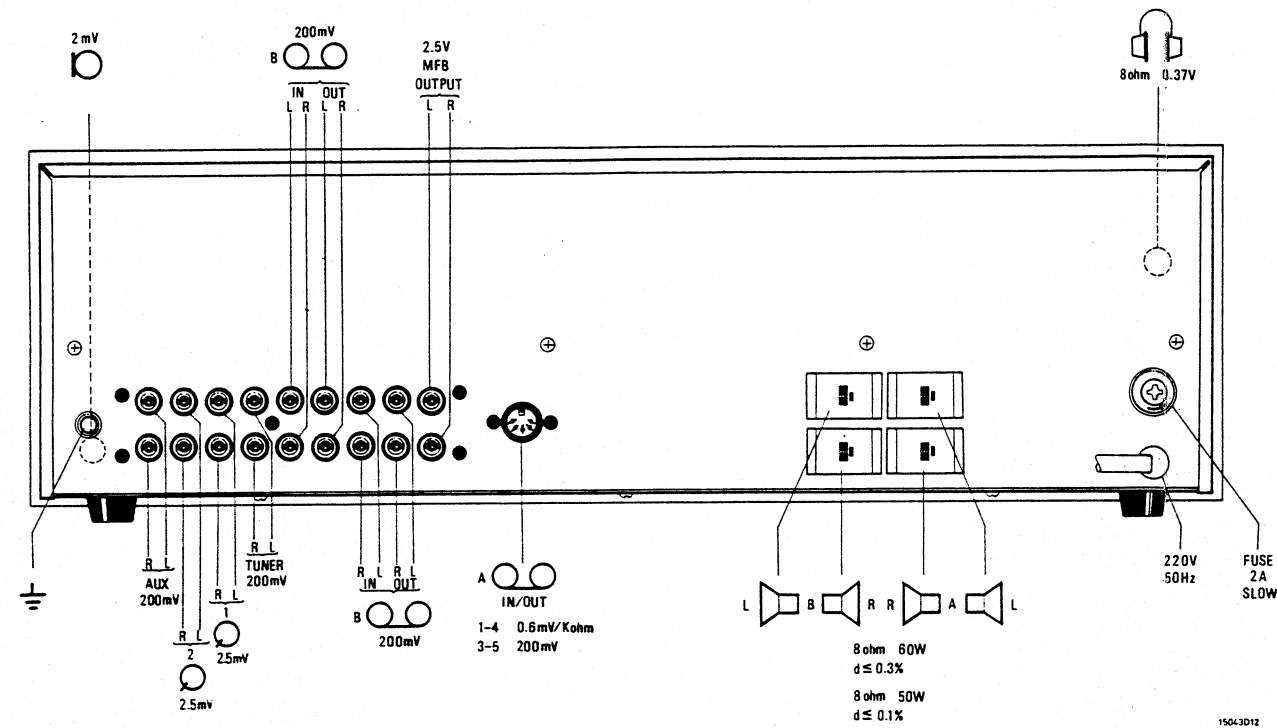 2 mV
200mV
B
IN OUT
L R L R
2.5V
MFB
OUTPUT
L R
8 ohm 0.37V
R L
AUX
200mV
R L
2
2.5mV
R L
1
2.5mV
R L
TUNER
200mV
R L R L
IN OUT
B
200mV
A
IN/OUT
1-4 0.6mV/Kohm
3-5 200mV
L B R R A L
8 ohm 60W
d ≤ 0.3%
8 ohm 50W
d ≤ 0.1%
220V
50Hz
FUSE
2A
SLOW
15043D12